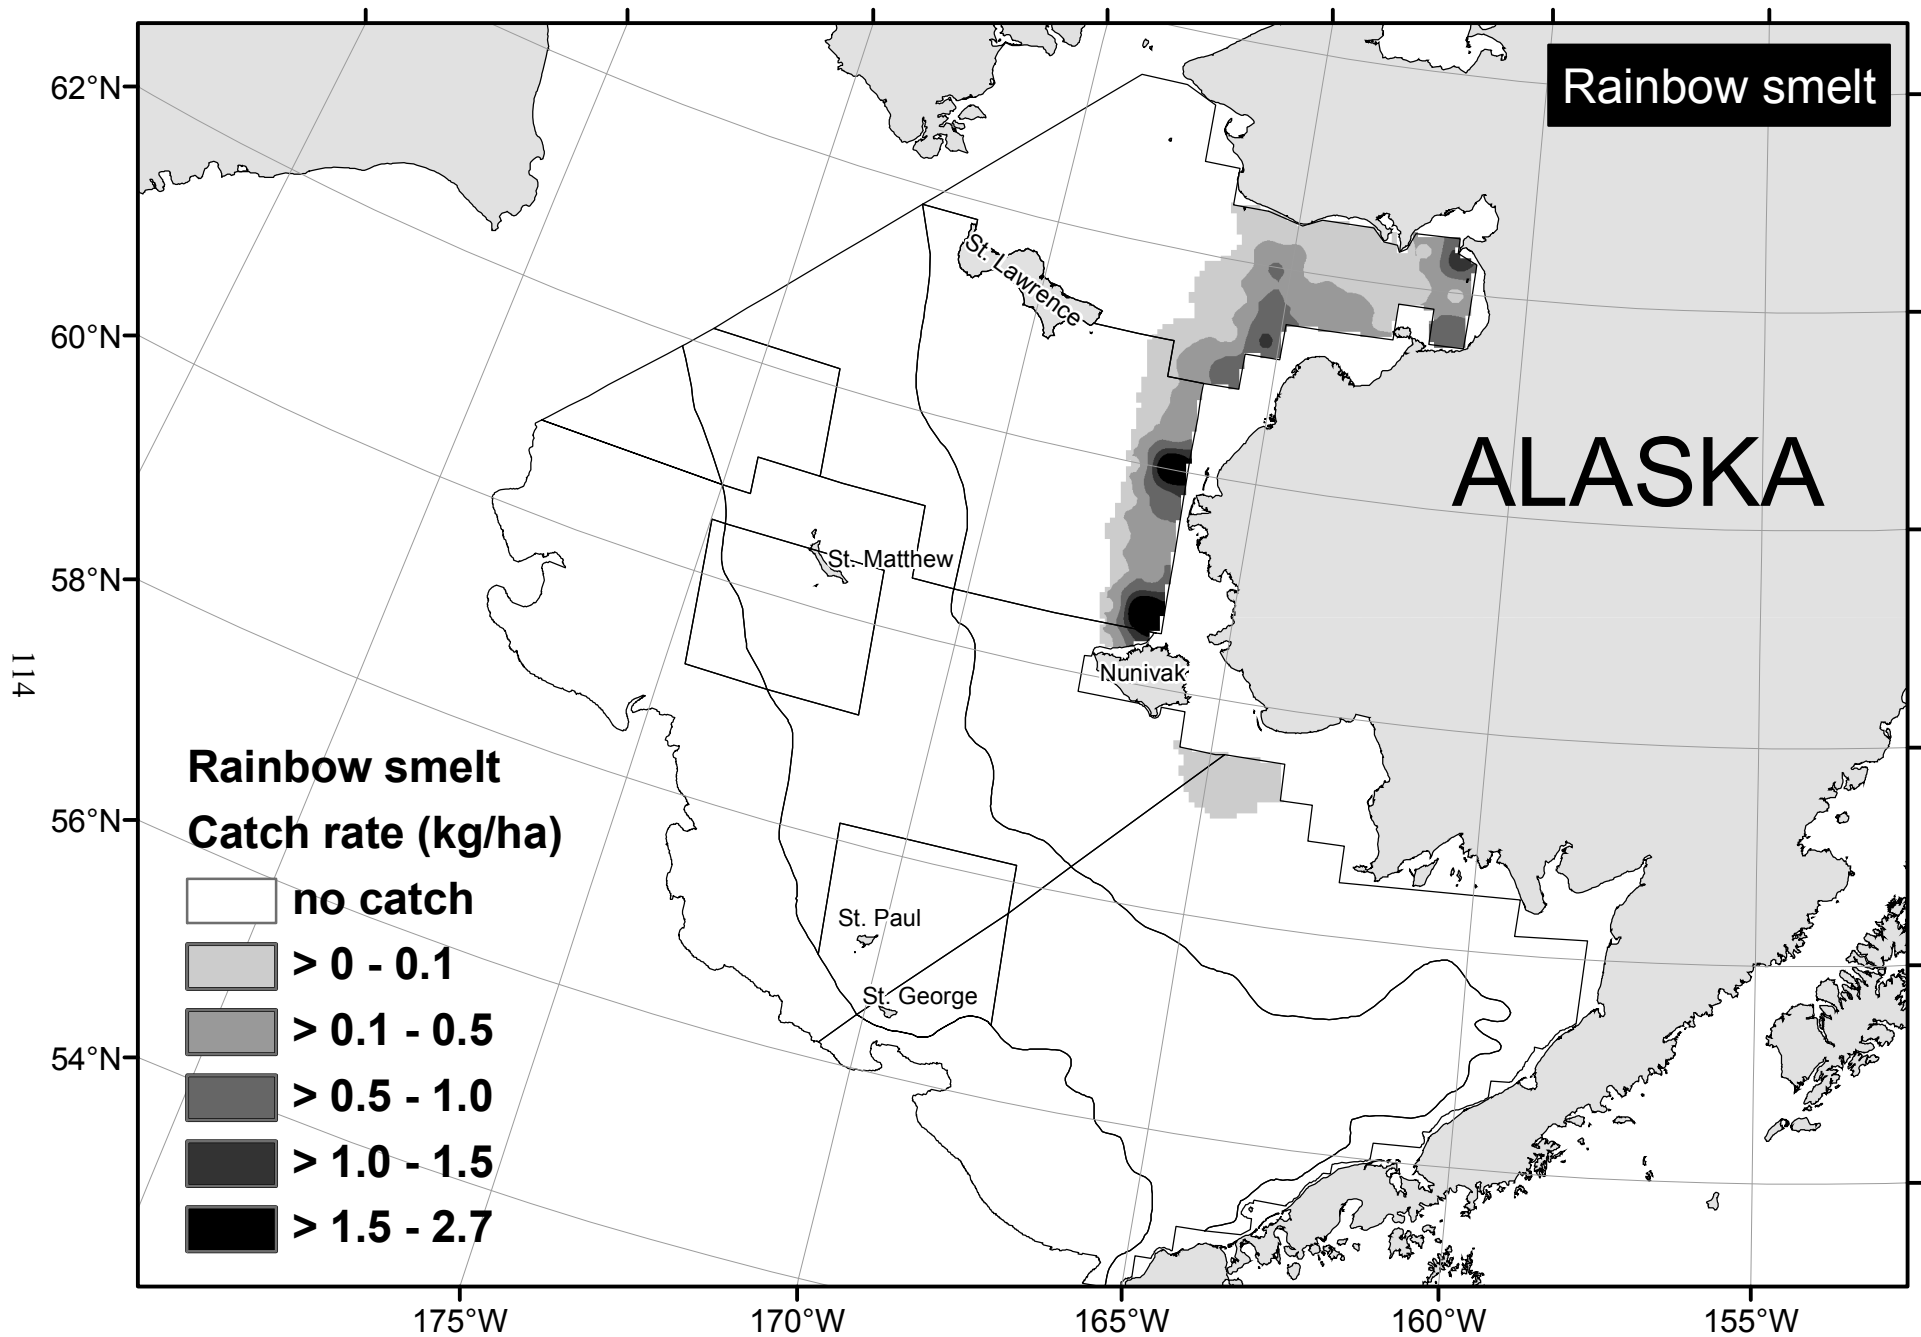 Rainbow smelt
62°N
60°N
58°N
56°N
54°N
St. Lawrence
ALASKA
St. Matthew
Nunivak
114
St. Paul
St. George
Rainbow smelt
Catch rate (kg/ha)
no catch
> 0 - 0.1
> 0.1 - 0.5
> 0.5 - 1.0
> 1.0 - 1.5
> 1.5 - 2.7
175°W
170°W
165°W
160°W
155°W